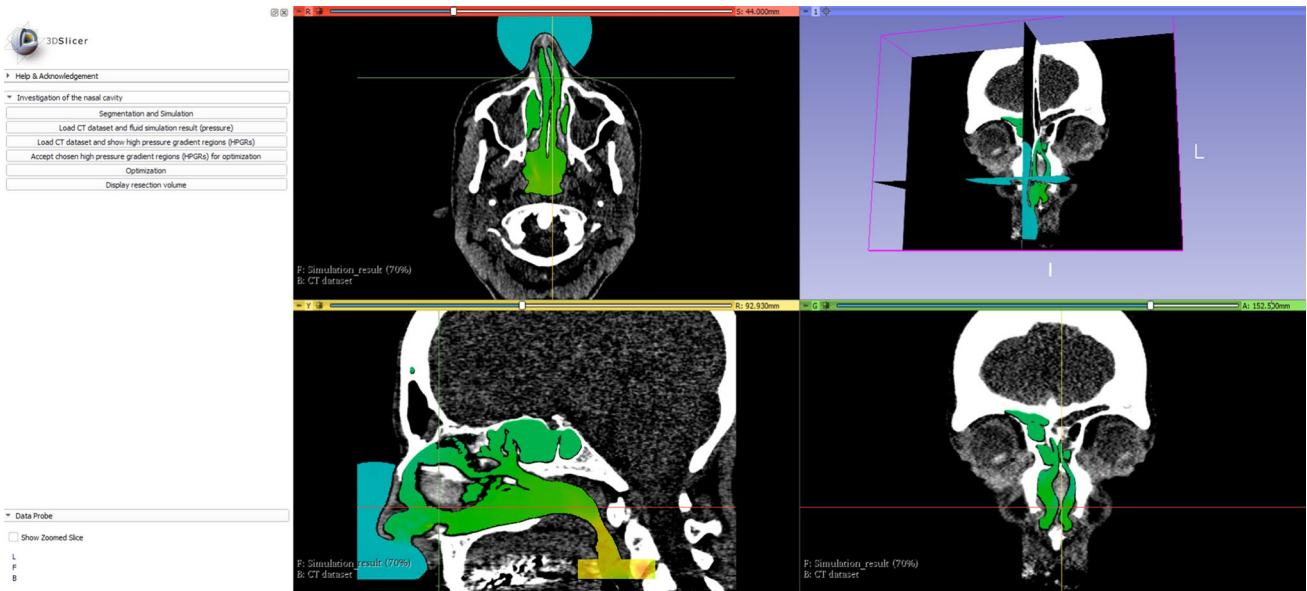 3DSlicer
Help & Acknowledgement
Investigation of the nasal cavity
Segmentation and Simulation
Load CT dataset and fluid simulation result (pressure)
Load CT dataset and show high pressure gradient regions (HPGRs)
Accept chosen high pressure gradient regions (HPGRs) for optimization
Optimization
Display resection volume
Data Probe
Show Zoomed Slice
L
F
B
R
S: 44.000mm
F: Simulation_result (70%)
B: CT dataset
1
L
I
Y
R: 92.930mm
F: Simulation_result (70%)
B: CT dataset
G
A: 152.500mm
F: Simulation_result (70%)
B: CT dataset